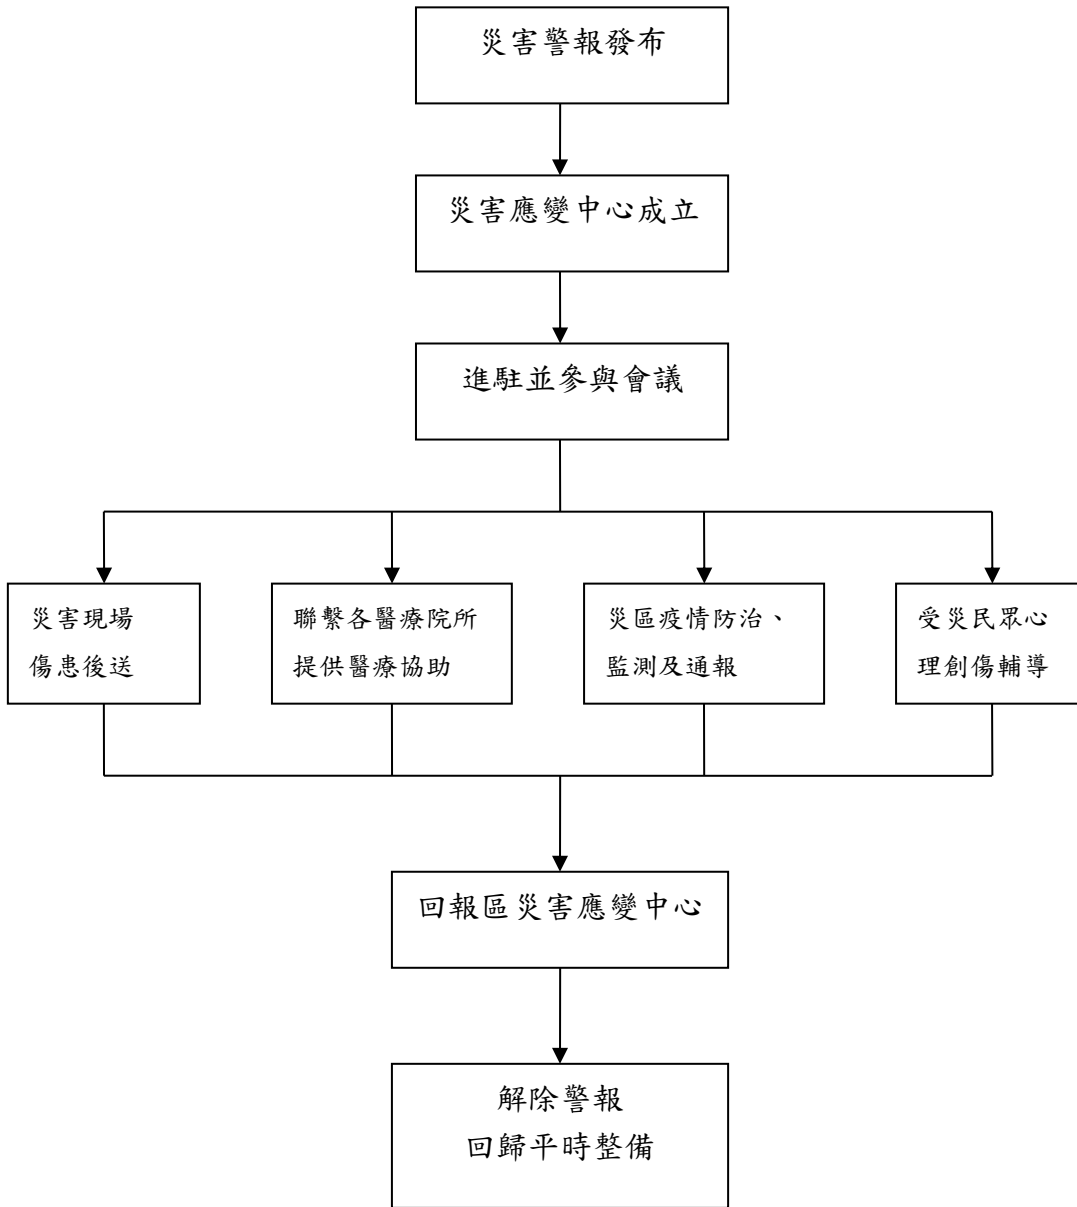 災害警報發布
災害應變中心成立
進駐並參與會議
災害現場
傷患後送
聯繫各醫療院所
提供醫療協助
災區疫情防治、
監測及通報
受災民眾心
理創傷輔導
回報區災害應變中心
解除警報
回歸平時整備